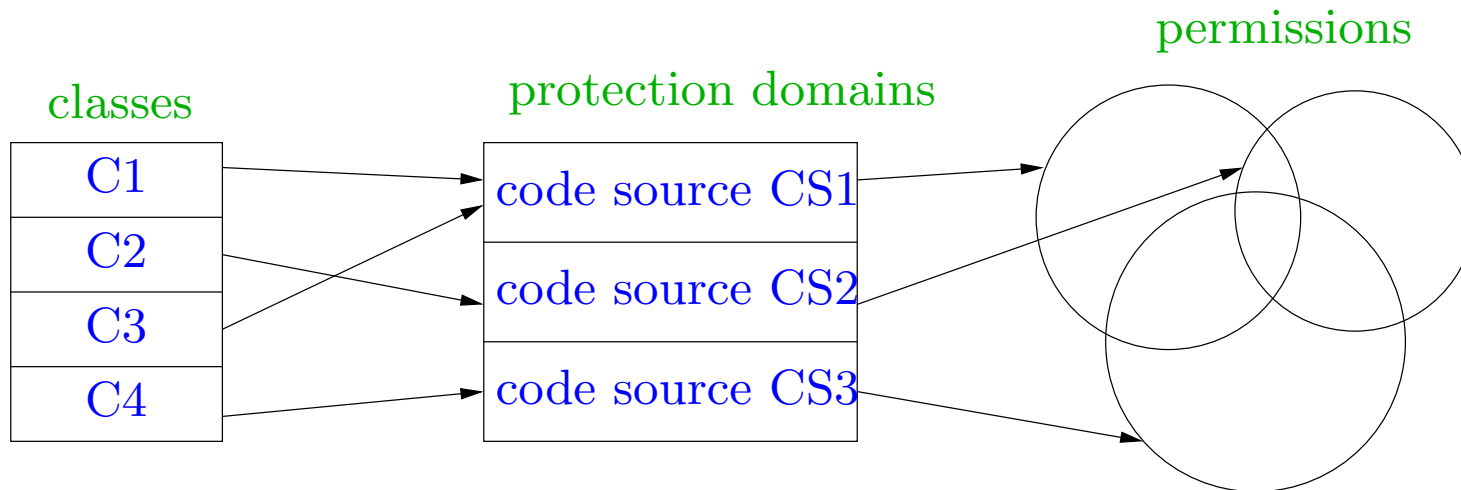 permissions
classes
protection domains
C1
C2
C3
C4
code source CS1
code source CS2
code source CS3